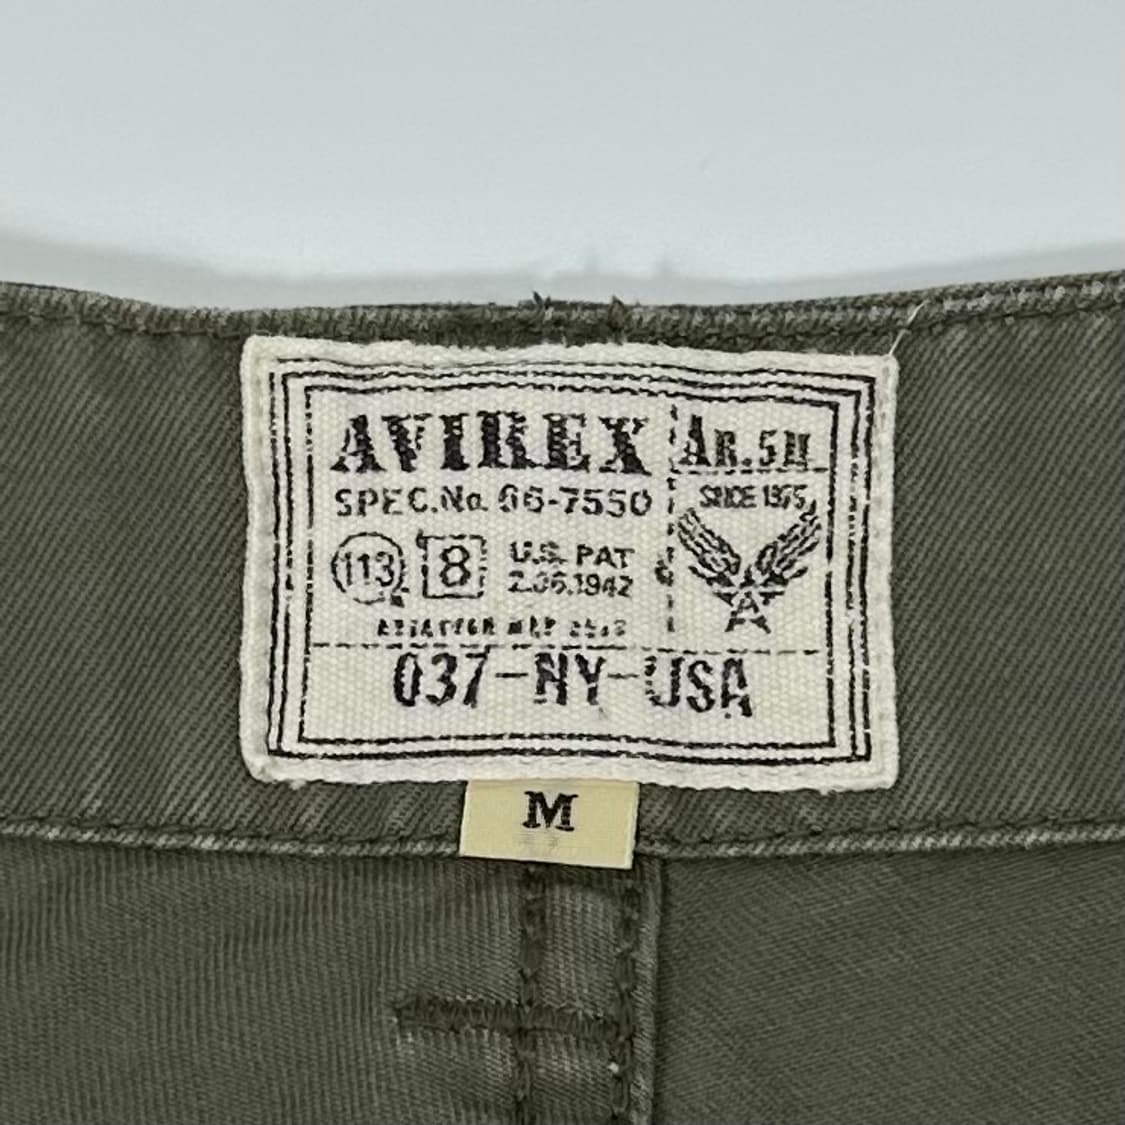 AVIREX
AR.5H
SPEC.No. 66-7550
SINCE 1975
113
8
U.S. PAT
2.06.1942
A
037-NY-USA
M